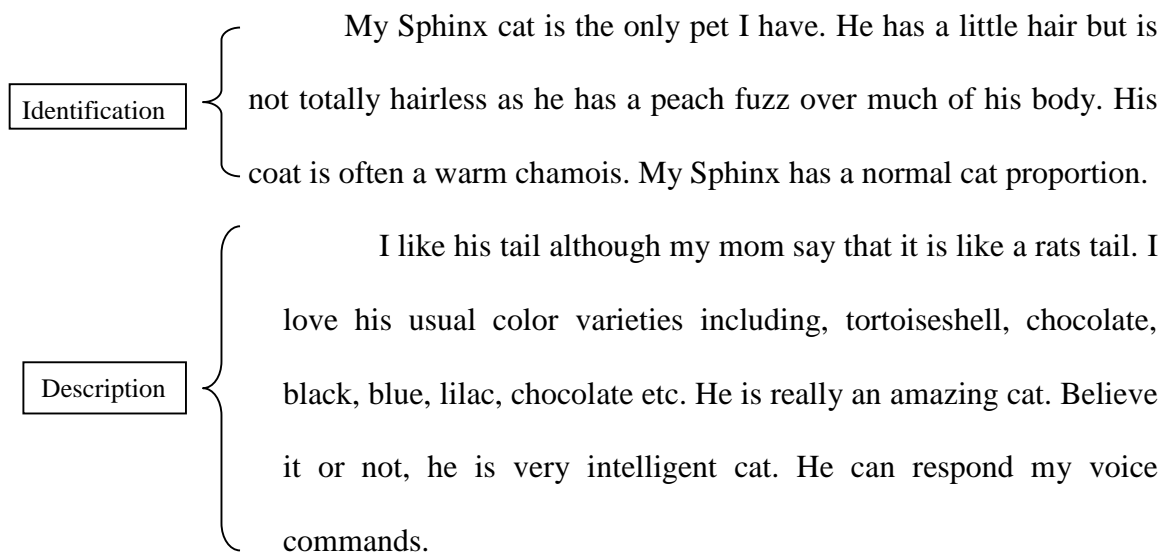 My Sphinx cat is the only pet I have. He has a little hair but is
Identification
not totally hairless as he has a peach fuzz over much of his body. His
coat is often a warm chamois. My Sphinx has a normal cat proportion.
I like his tail although my mom say that it is like a rats tail. I
love his usual color varieties including, tortoiseshell, chocolate,
Description
black, blue, lilac, chocolate etc. He is really an amazing cat. Believe
it or not, he is very intelligent cat. He can respond my voice
commands.